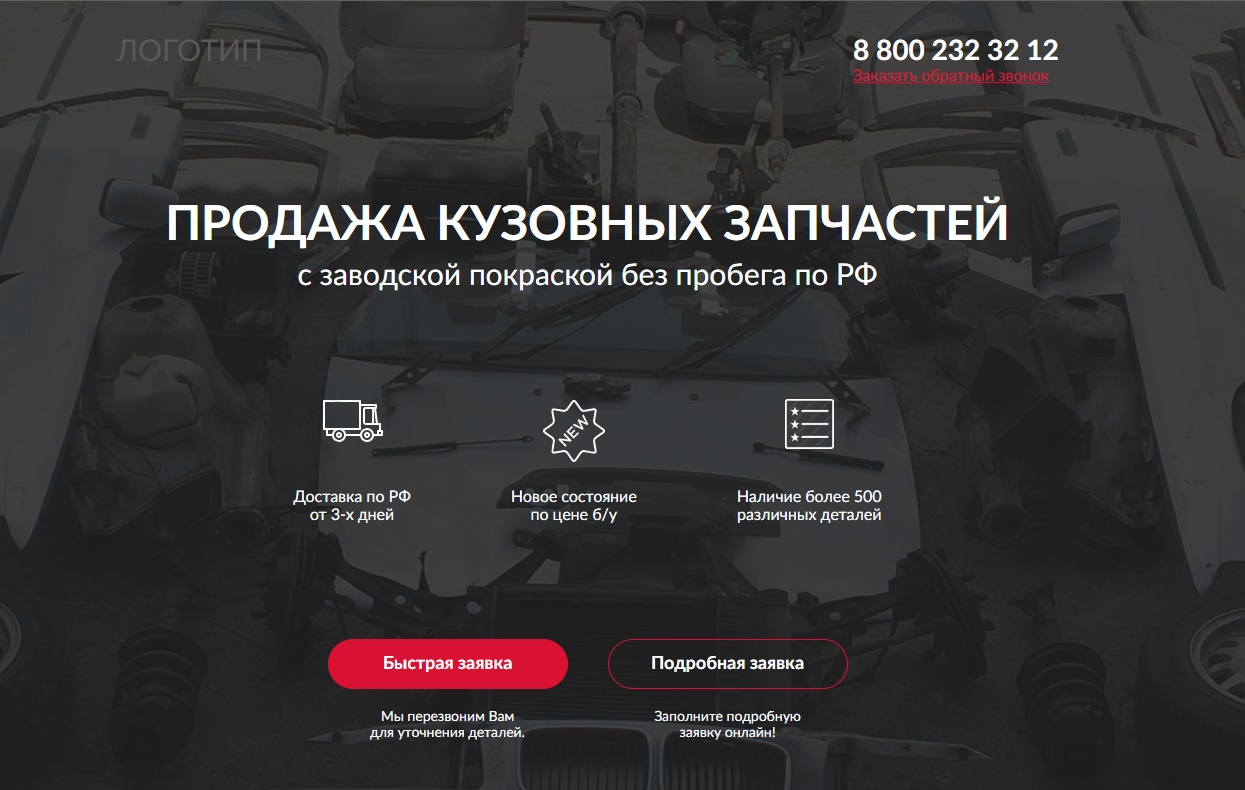 ЛОГОТИП
8 800 232 32 12
Заказать обратный звонок
ПРОДАЖА КУЗОВНЫХ ЗАПЧАСТЕЙ
с заводской покраской без пробега по РФ
NEW
Доставка по РФ
от 3-х дней
Новое состояние
по цене б/у
Наличие более 500
различных деталей
Быстрая заявка
Подробная заявка
Мы перезвоним Вам
для уточнения деталей.
Заполните подробную
заявку онлайн!